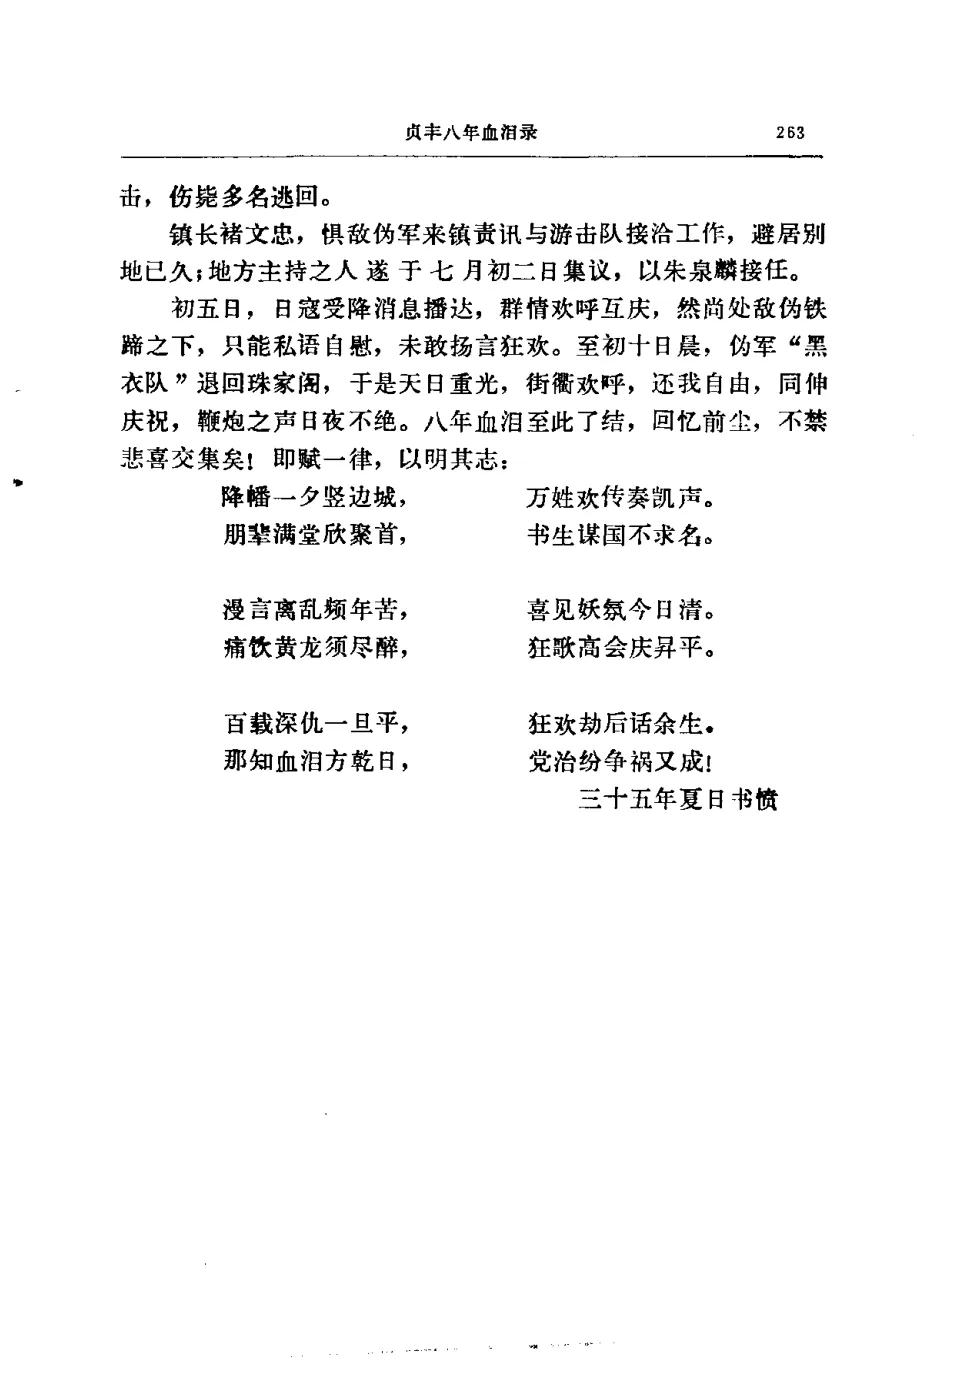 贞丰八年血泪录 263
击，伤毙多名逃回。
镇长褚文忠，惧敌伪军来镇责讯与游击队接洽工作，避居别
地已久；地方主持之人遂于七月初二日集议，以朱泉麟接任。
初五日，日寇受降消息播达，群情欢呼互庆，然尚处敌伪铁
蹄之下，只能私语自慰，未敢扬言狂欢。至初十日晨，伪军“黑
衣队”退回珠家阁，于是天日重光，街衢欢呼，还我自由，同伸
庆祝，鞭炮之声日夜不绝。八年血泪至此了结，回忆前尘，不禁
悲喜交集矣！即赋一律，以明其志：
降幡一夕竖边城， 万姓欢传奏凯声。
朋辈满堂欣聚首， 书生谋国不求名。
漫言离乱频年苦， 喜见妖氛今日清。
痛饮黄龙须尽醉， 狂歌高会庆昇平。
百载深仇一旦平， 狂欢劫后话余生。
那知血泪方乾日， 党治纷争祸又成！
三十五年夏日书愤